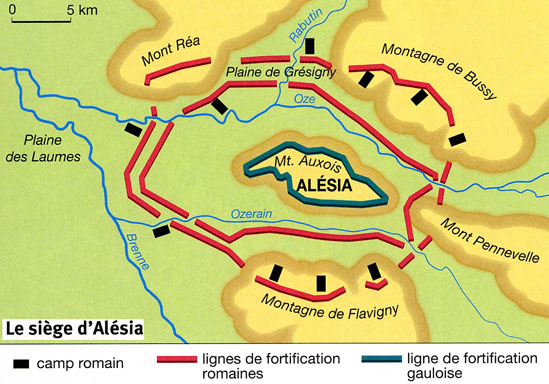 0 5 km
Mont Réa
Rabutin
Montagne de Bussy
Plaine de Grésigny
Oze
Plaine
des Laumes
Mt. Auxois
ALÉSIA
Ozerain
Brenne
Mont Pennevelle
Montagne de Flavigny
Le siège d'Alésia
camp romain
lignes de fortification
romaines
ligne de fortification
gauloise